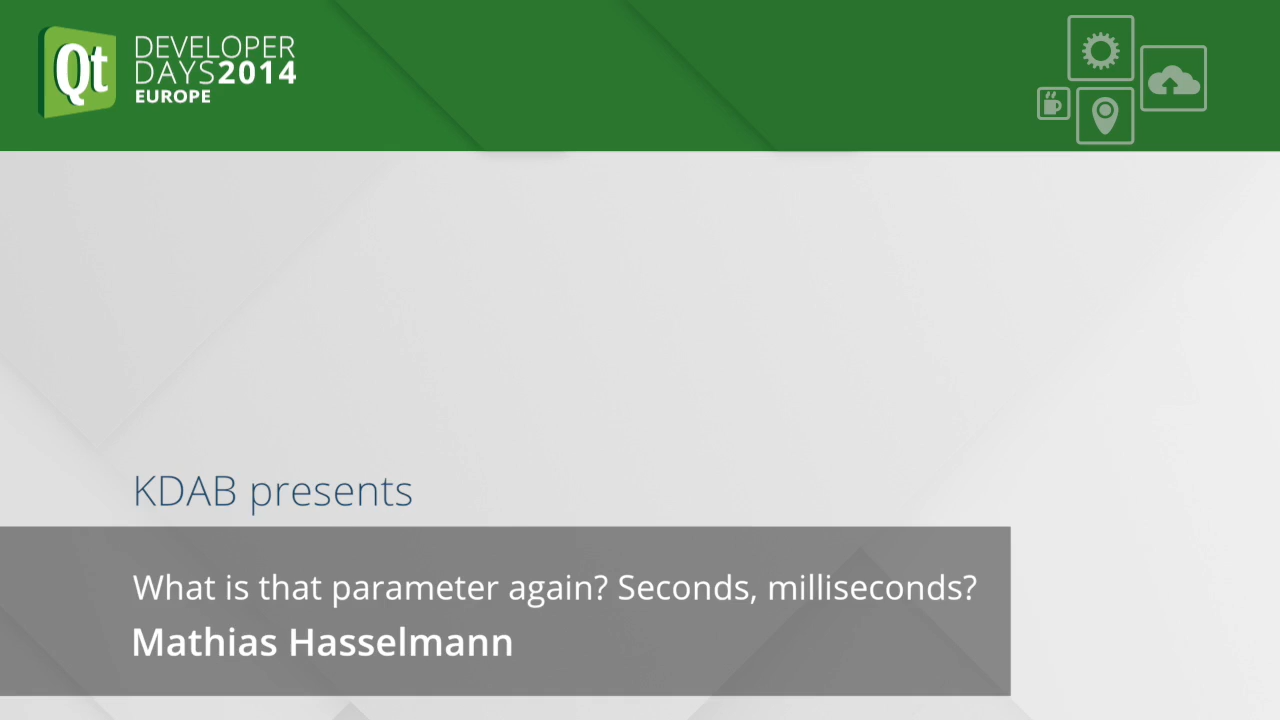 Qt
DEVELOPER
DAYS2014
EUROPE
KDAB presents
What is that parameter again? Seconds, milliseconds?
Mathias Hasselmann